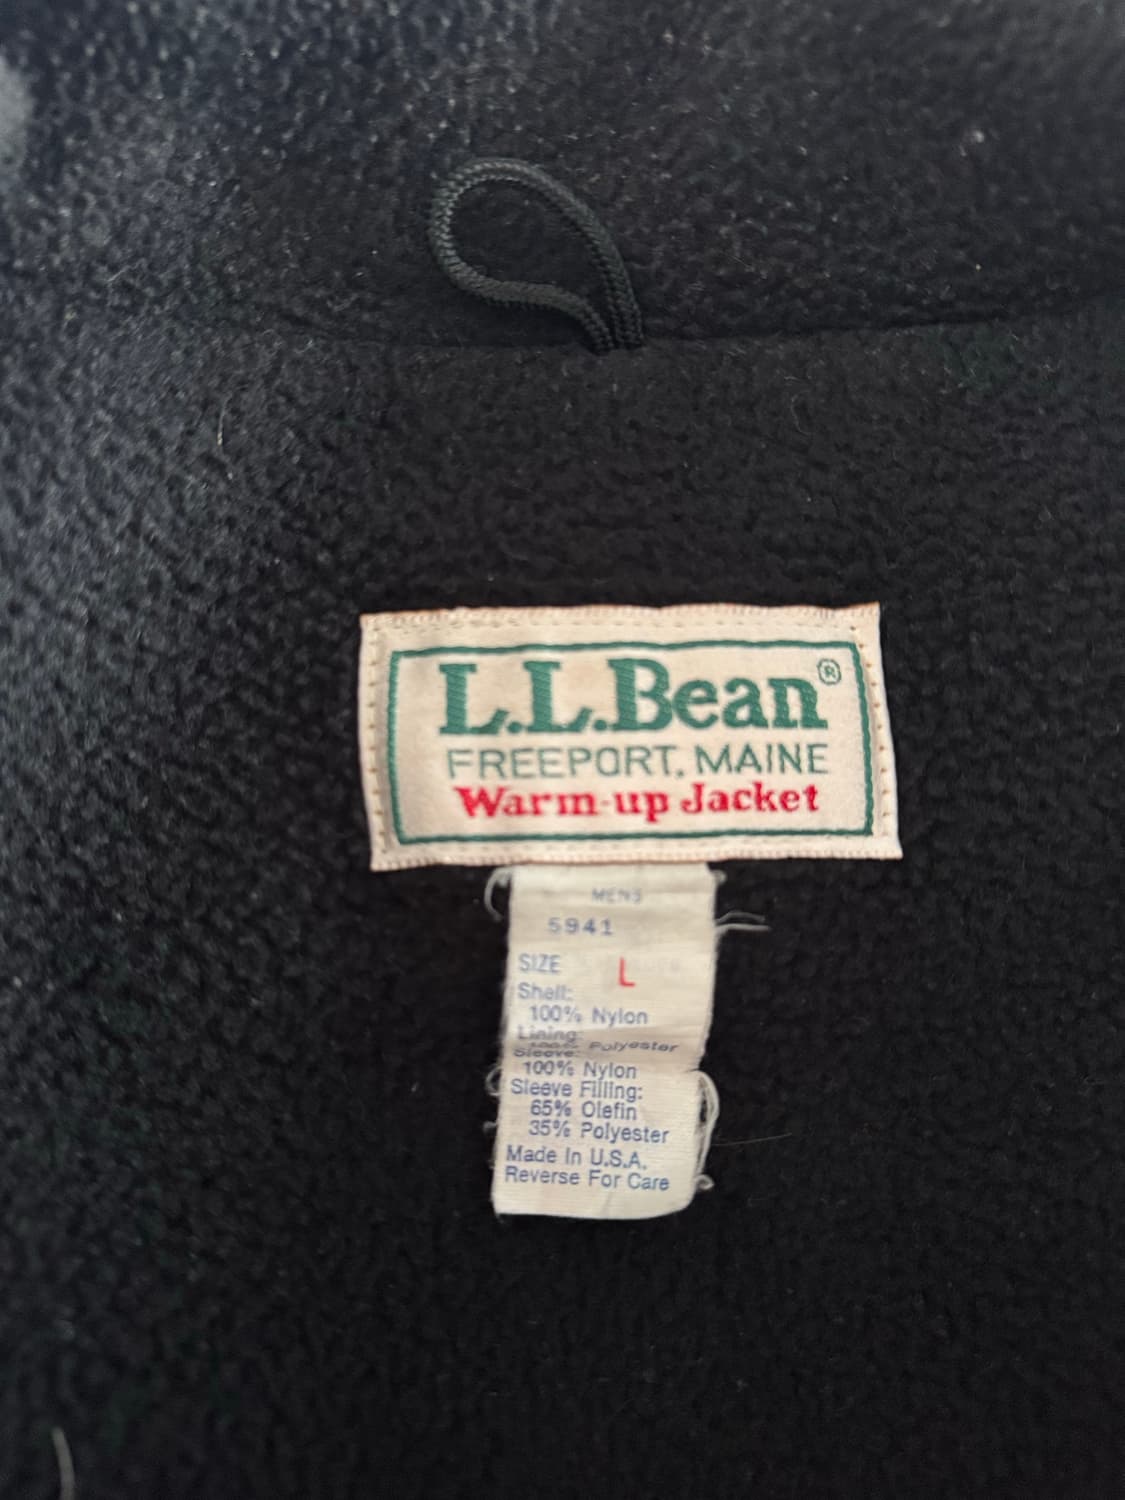 L.L.Bean®
FREEPORT, MAINE
Warm-up Jacket
MENS
5941
SIZE L
Shell:
100% Nylon
Lining:
100% Polyester
Sleeve:
100% Nylon
Sleeve Filling:
65% Olefin
35% Polyester
Made In U.S.A.
Reverse For Care